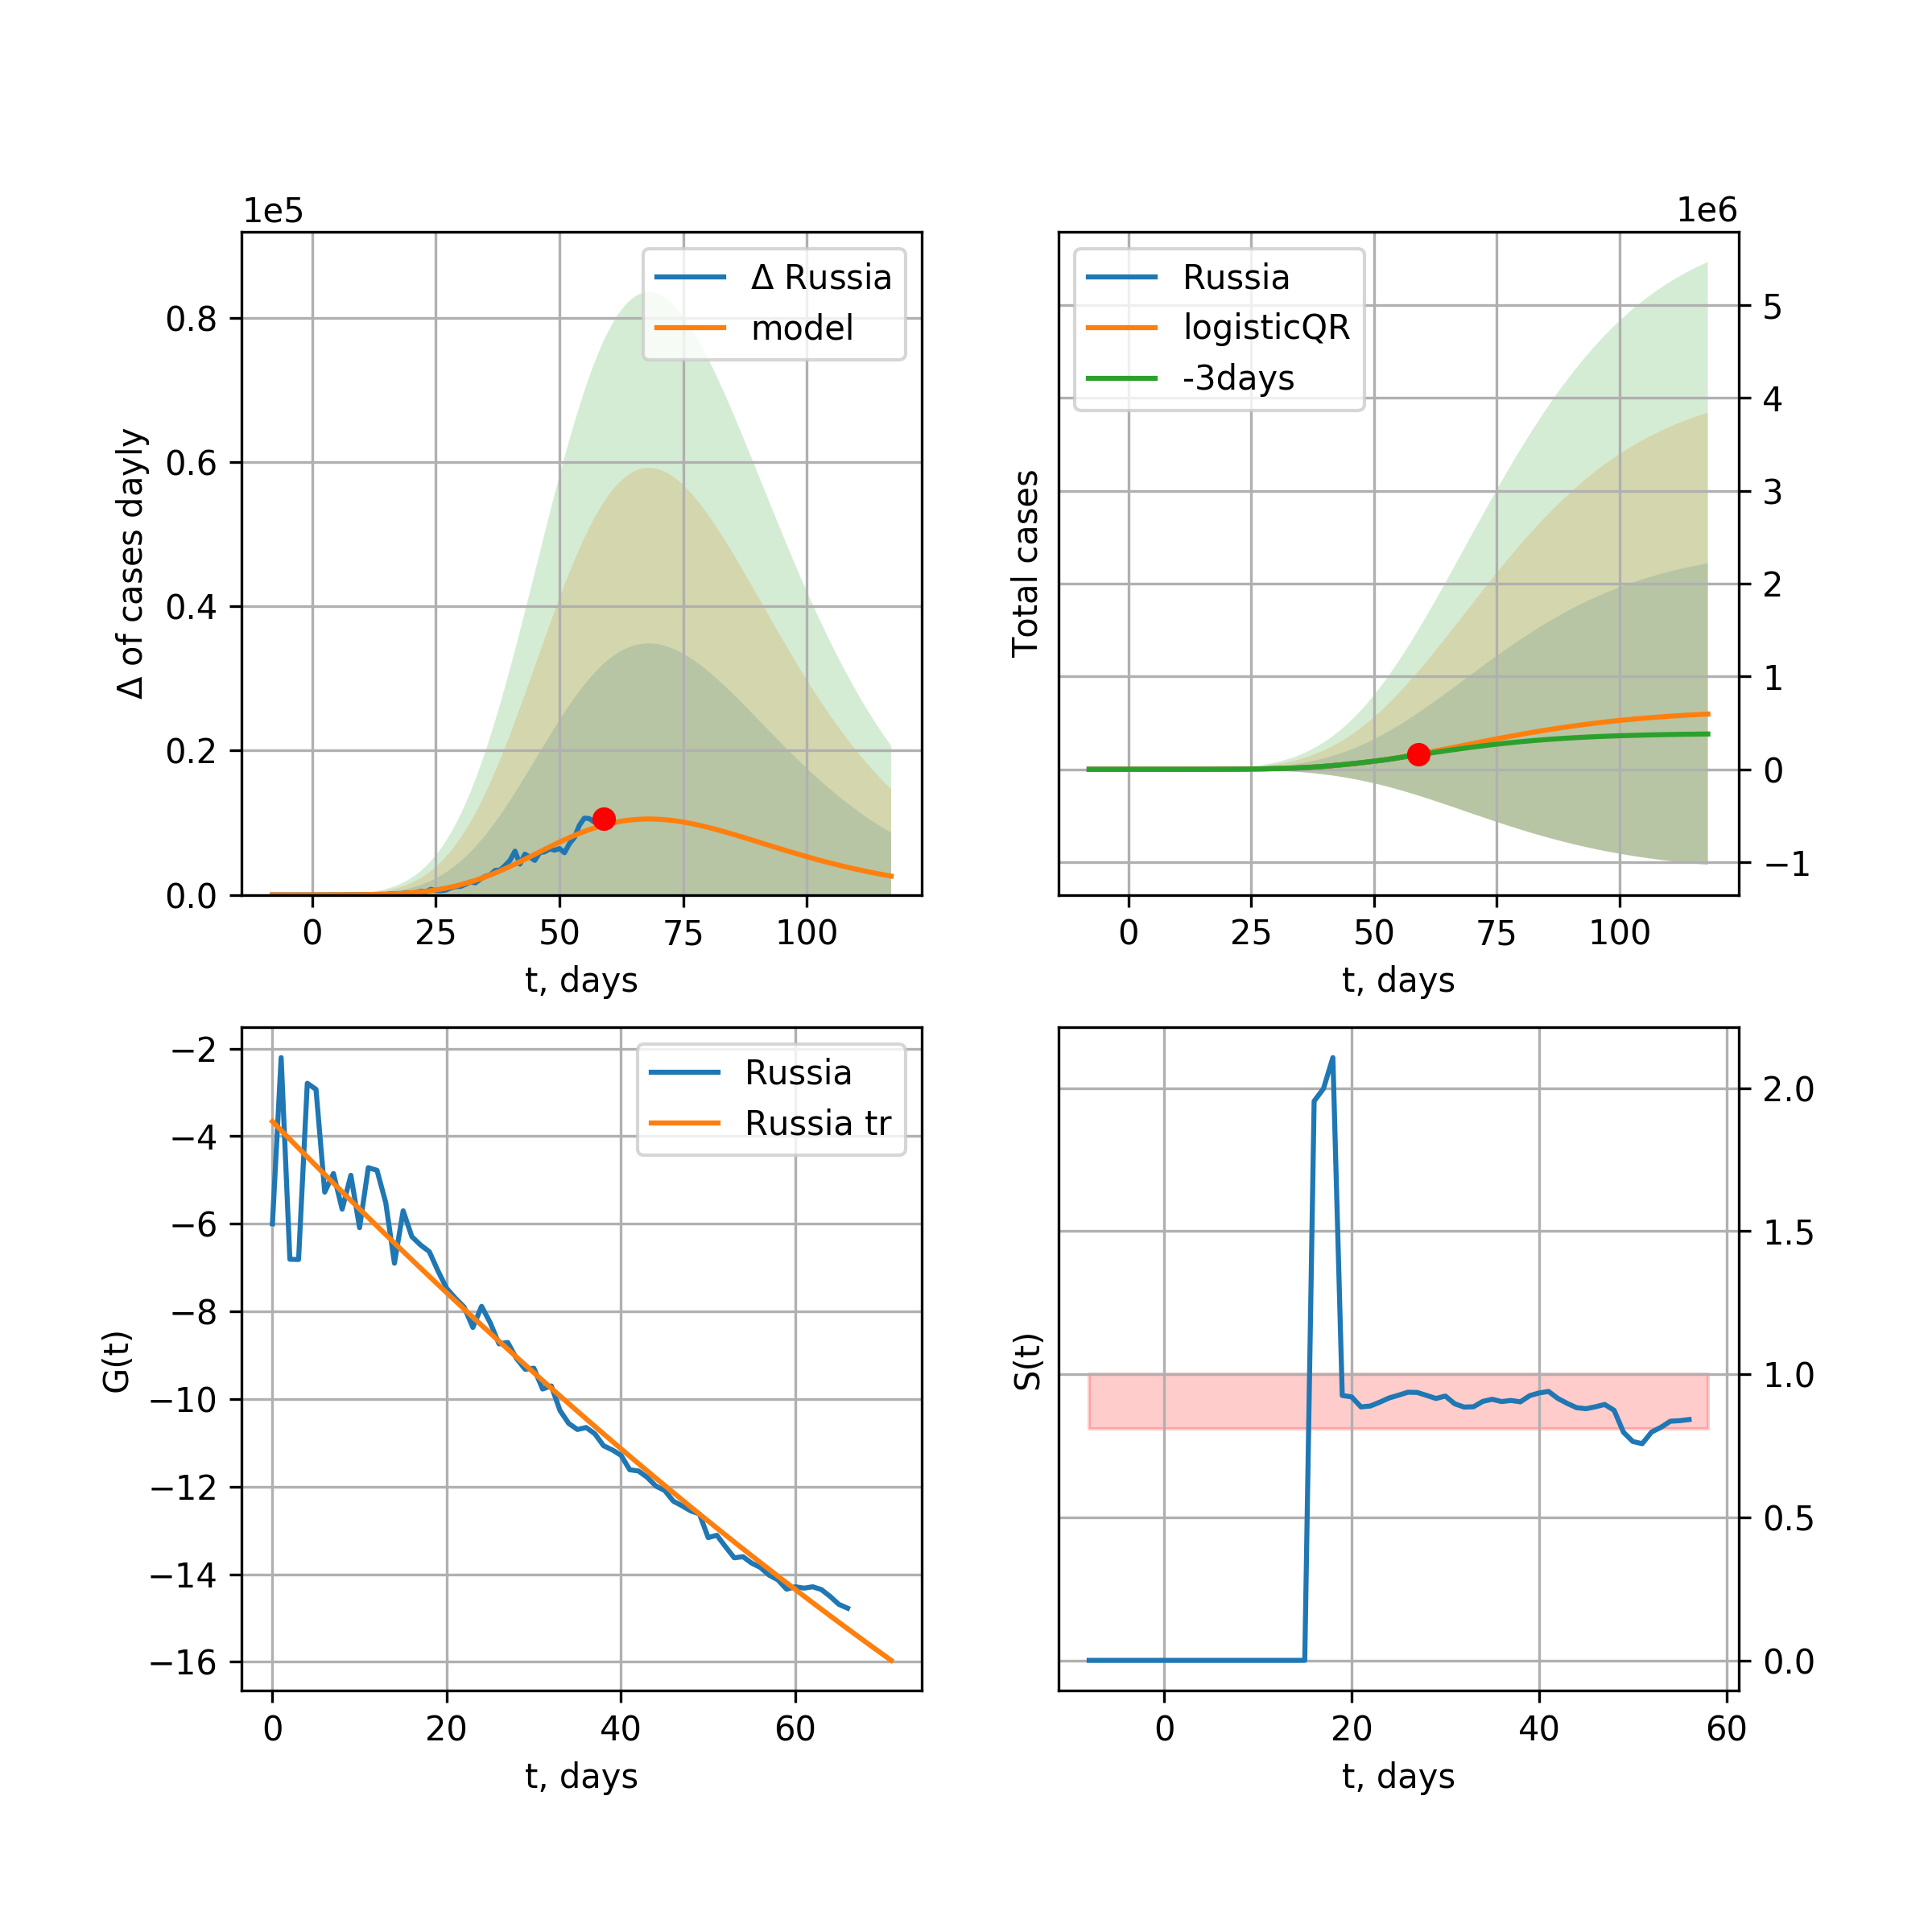 1e5
Δ of cases dayly
0.8
0.6
0.4
0.2
0.0
Δ Russia
model
0 25 50 75 100
t, days
1e6
Total cases
Russia
logisticQR
-3days
5
4
3
2
1
0
−1
0 25 50 75 100
t, days
G(t)
−2
−4
−6
−8
−10
−12
−14
−16
Russia
Russia tr
0 20 40 60
t, days
S(t)
2.0
1.5
1.0
0.5
0.0
0 20 40 60
t, days